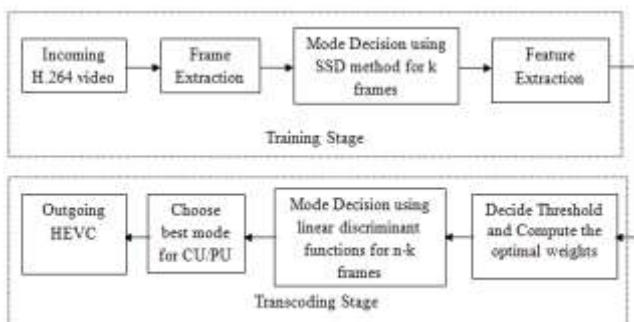 Incoming
H.264 video
Frame
Extraction
Mode Decision using
SSD method for k
frames
Feature
Extraction
Training Stage
Outgoing
HEVC
Choose
best mode
for CU/PU
Mode Decision using
linear discriminant
functions for n-k
frames
Decide Threshold
and Compute the
optimal weights
Transcoding Stage